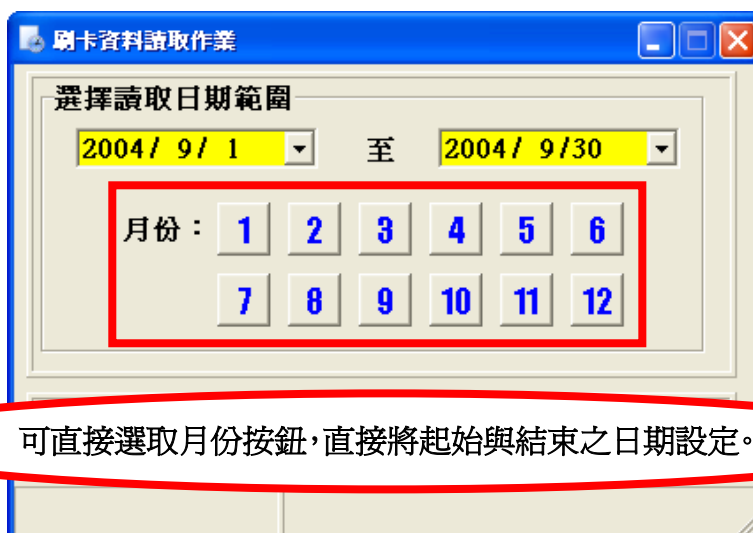 刷卡資料讀取作業
選擇讀取日期範圍
2004/ 9/ 1 至 2004/ 9/30
月份： 1 2 3 4 5 6
7 8 9 10 11 12
可直接選取月份按鈕，直接將起始與結束之日期設定。